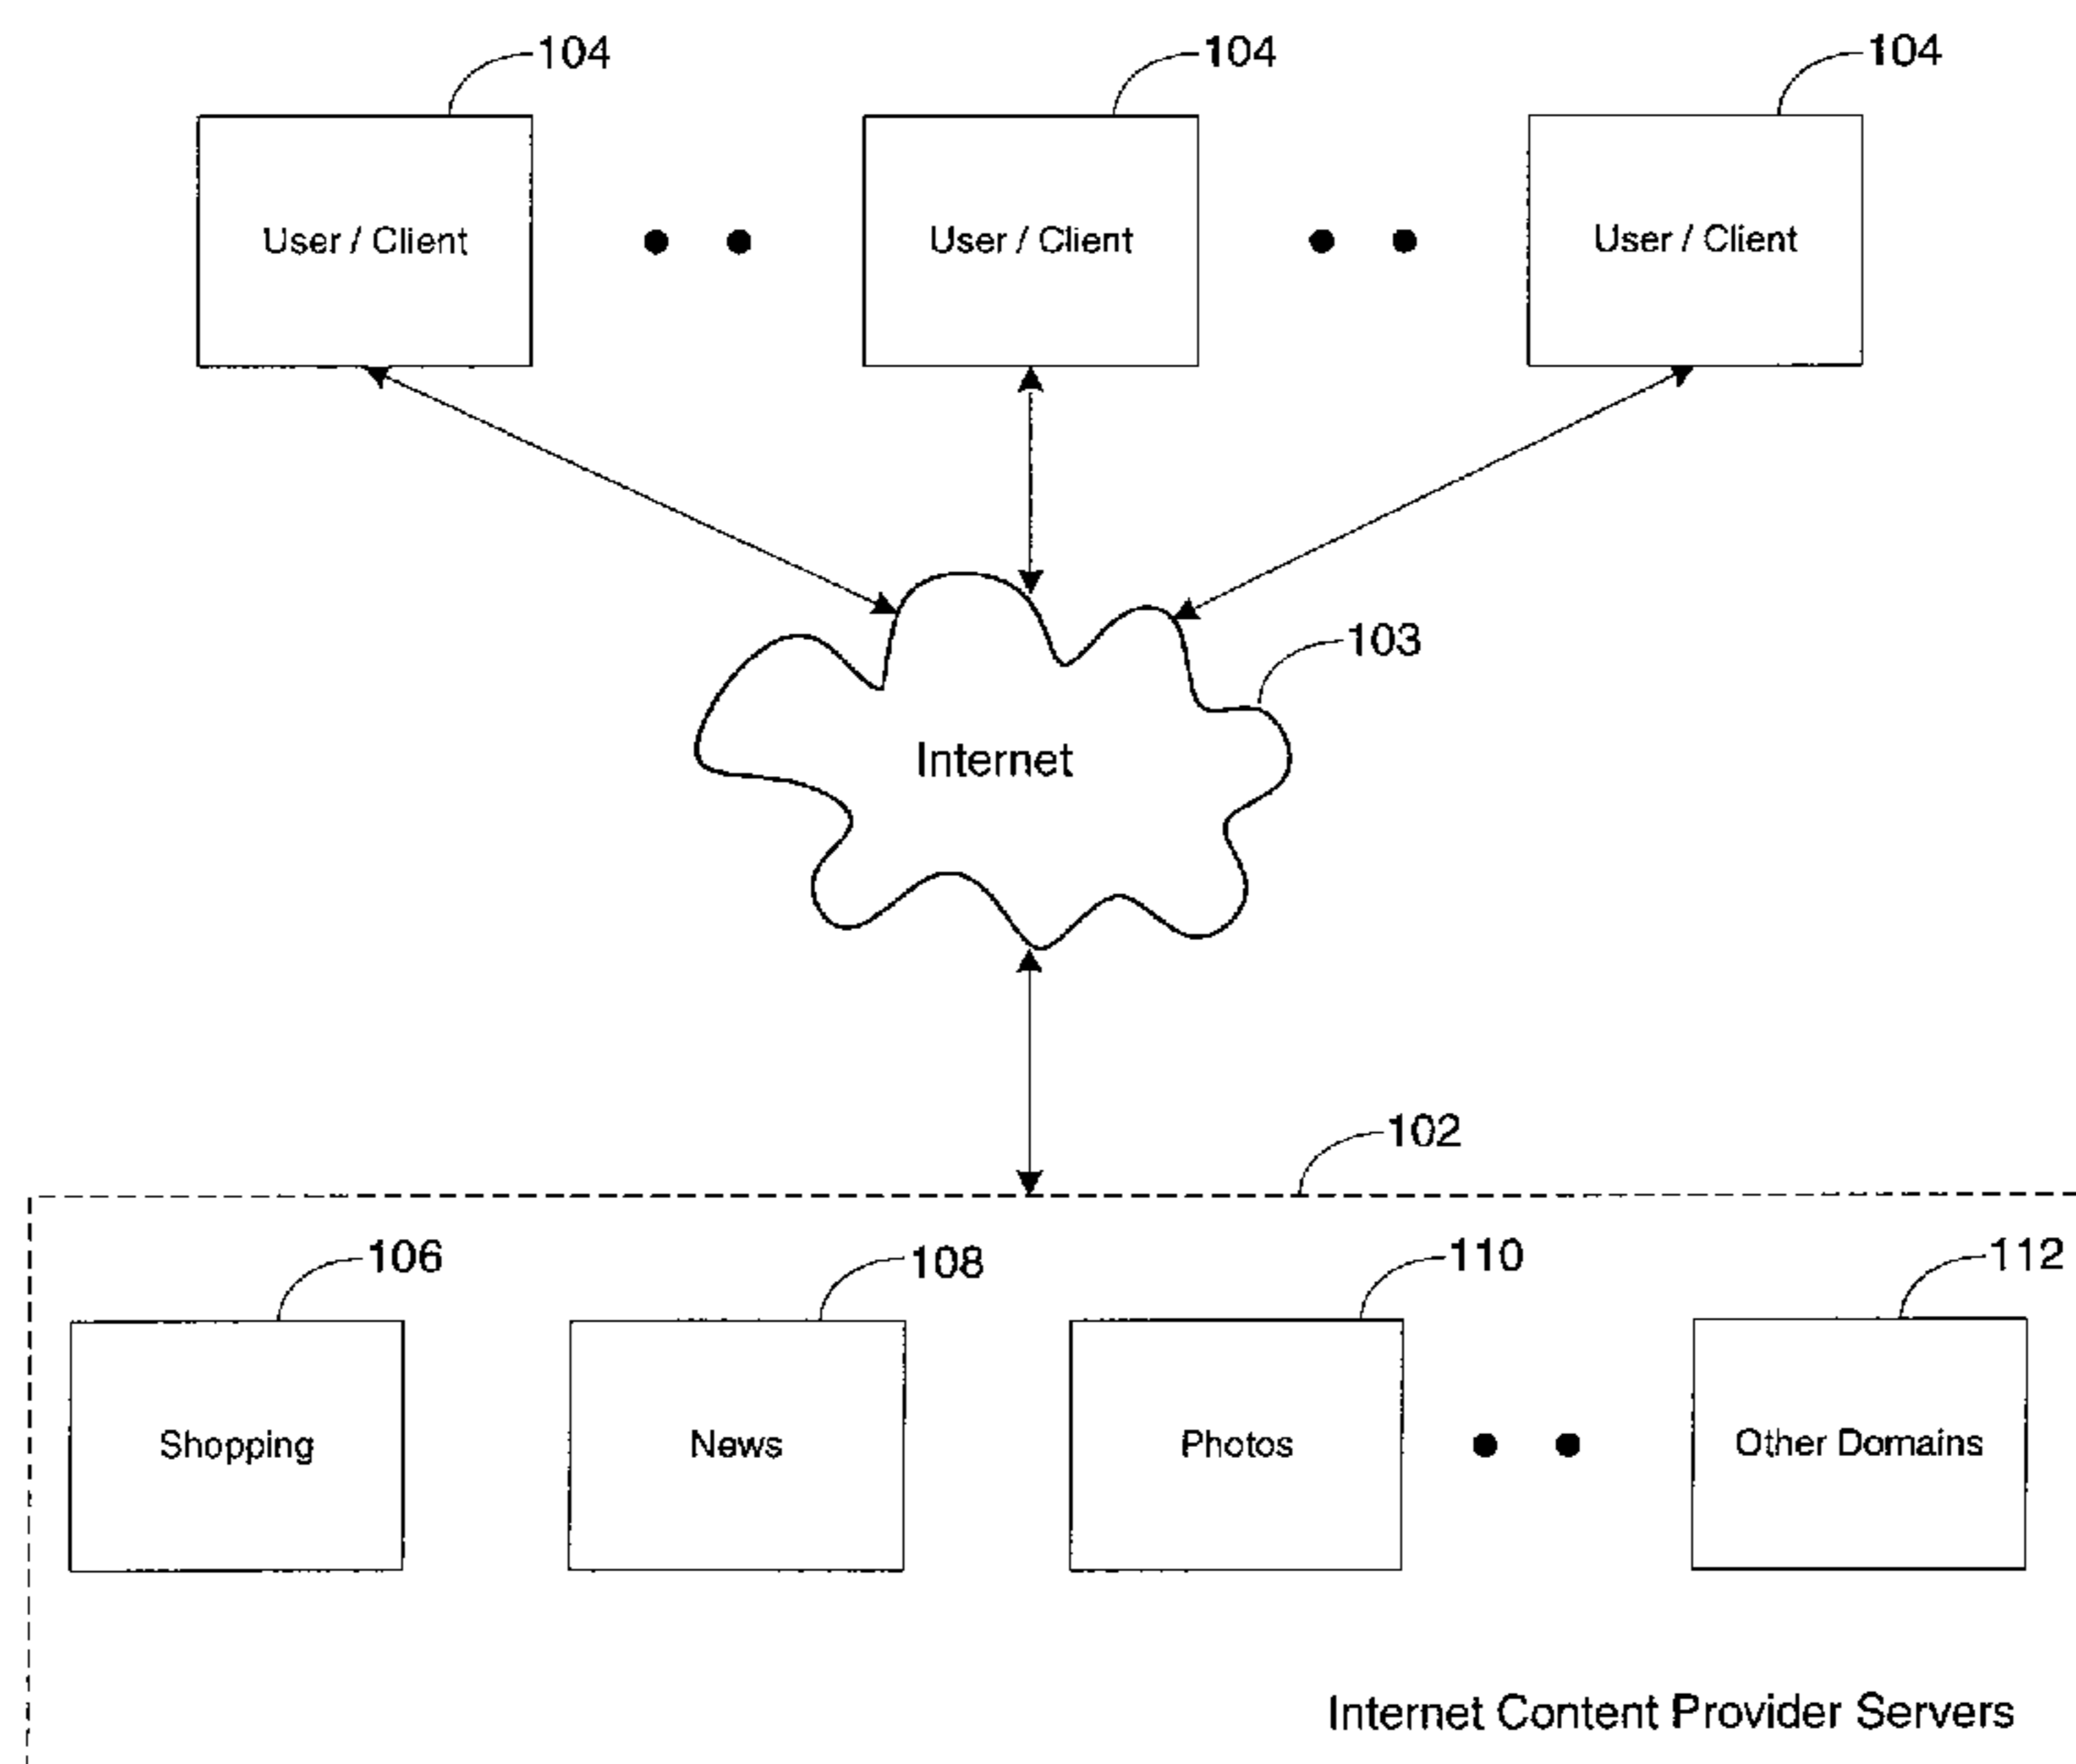 104 104 104
User / Client User / Client User / Client
103
Internet
102
106 108 110 112
Shopping News Photos Other Domains
Internet Content Provider Servers